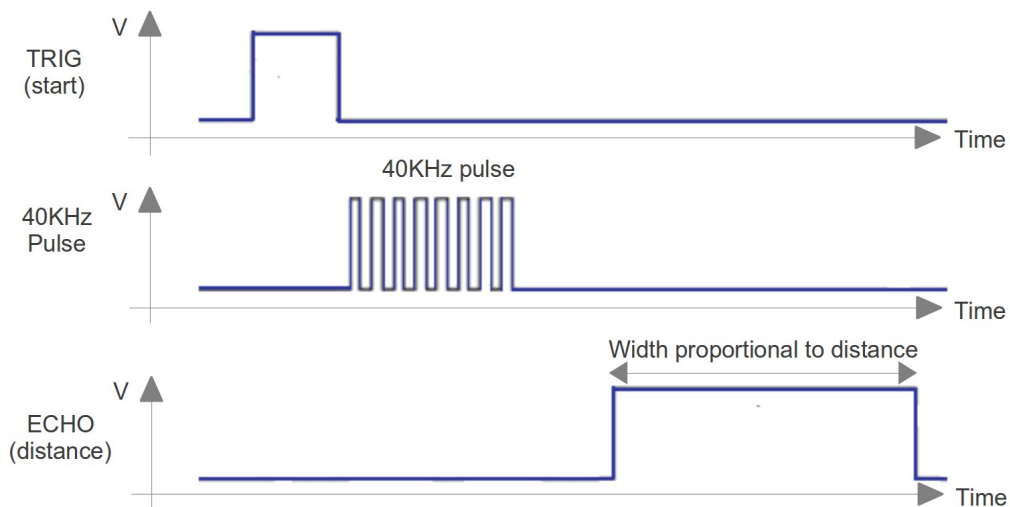 V
TRIG
(start)
Time
40KHz pulse
V
40KHz
Pulse
Time
Width proportional to distance
V
ECHO
(distance)
Time